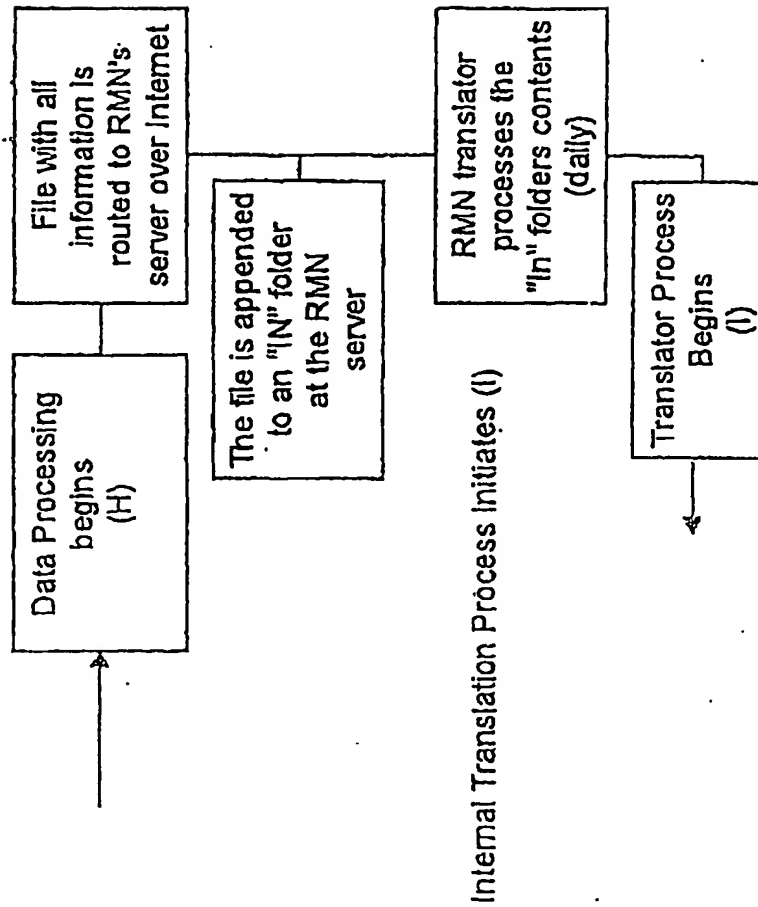 Data Processing
begins
(H)
File with all
information is
routed to RMN's
server over Internet
The file is appended
to an "IN" folder
at the RMN
server
Internal Translation Process Initiates (I)
RMN translator
processes the
"In" folders contents
(daily)
Translator Process
Begins
(I)